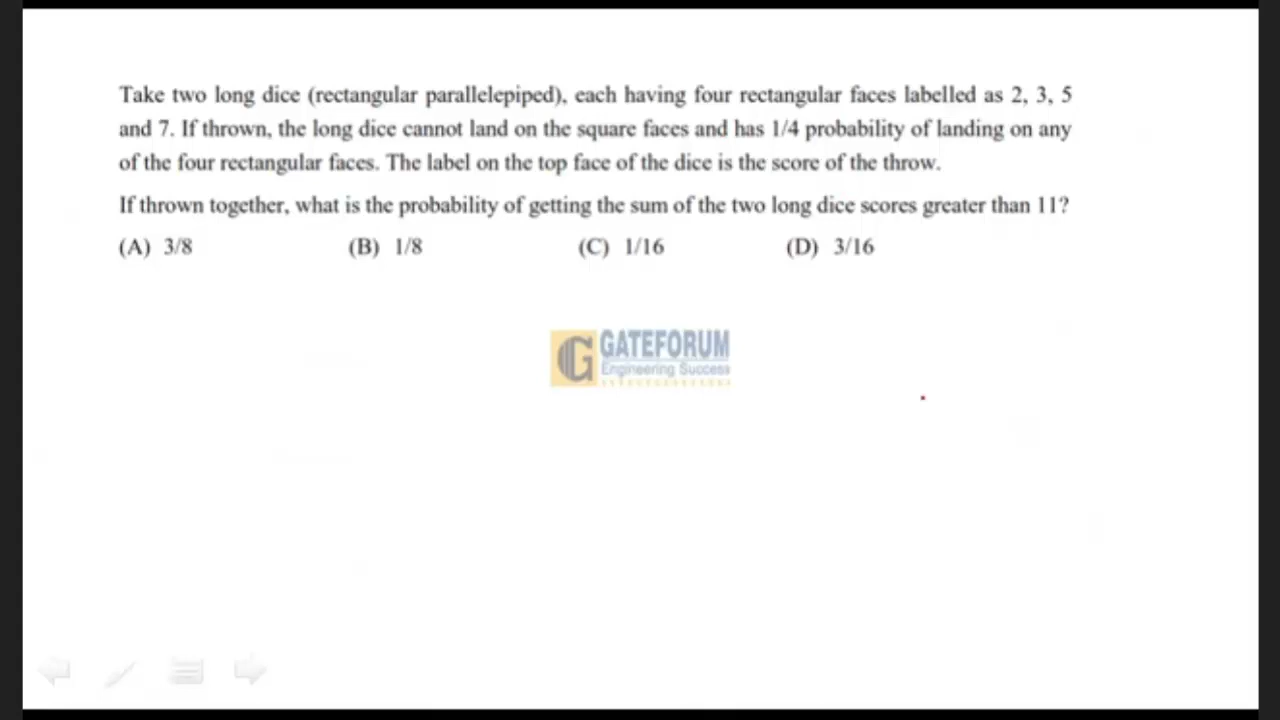 Take two long dice (rectangular parallelepiped), each having four rectangular faces labelled as 2, 3, 5
and 7. If thrown, the long dice cannot land on the square faces and has 1/4 probability of landing on any
of the four rectangular faces. The label on the top face of the dice is the score of the throw.
If thrown together, what is the probability of getting the sum of the two long dice scores greater than 11?
(A) 3/8 (B) 1/8 (C) 1/16 (D) 3/16
GATEFORUM
Engineering Success